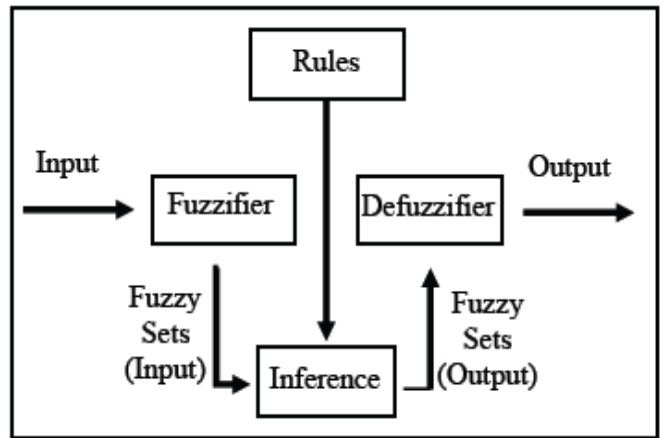 Rules
Input
Fuzzifier
Defuzzifier
Output
Fuzzy
Sets
(Input)
Inference
Fuzzy
Sets
(Output)